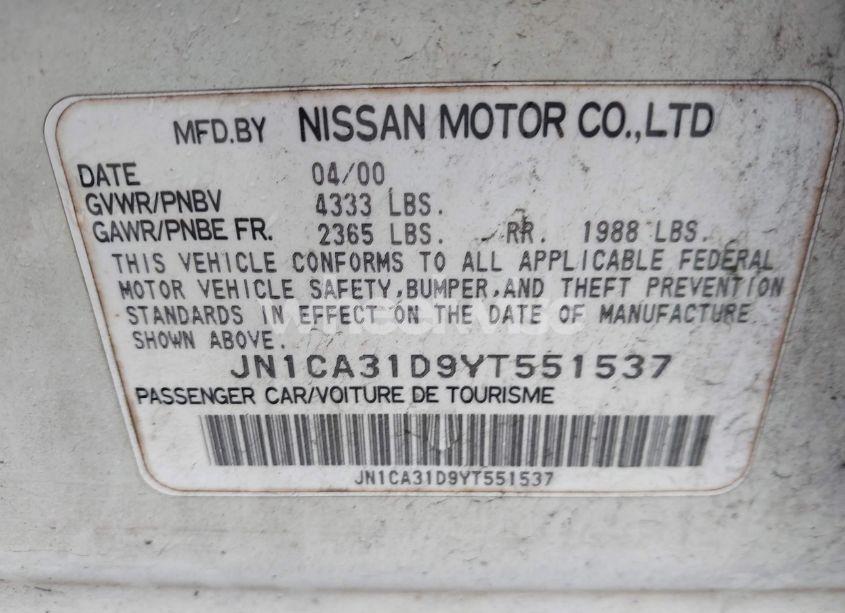 MFD.BY NISSAN MOTOR CO.,LTD
DATE 04/00
GVWR/PNBV 4333 LBS.
GAWR/PNBE FR. 2365 LBS. RR. 1988 LBS.
THIS VEHICLE CONFORMS TO ALL APPLICABLE FEDERAL
MOTOR VEHICLE SAFETY,BUMPER,AND THEFT PREVENTION
STANDARDS IN EFFECT ON THE DATE OF MANUFACTURE
SHOWN ABOVE.
JN1CA31D9YT551537
PASSENGER CAR/VOITURE DE TOURISME
JN1CA31D9YT551537